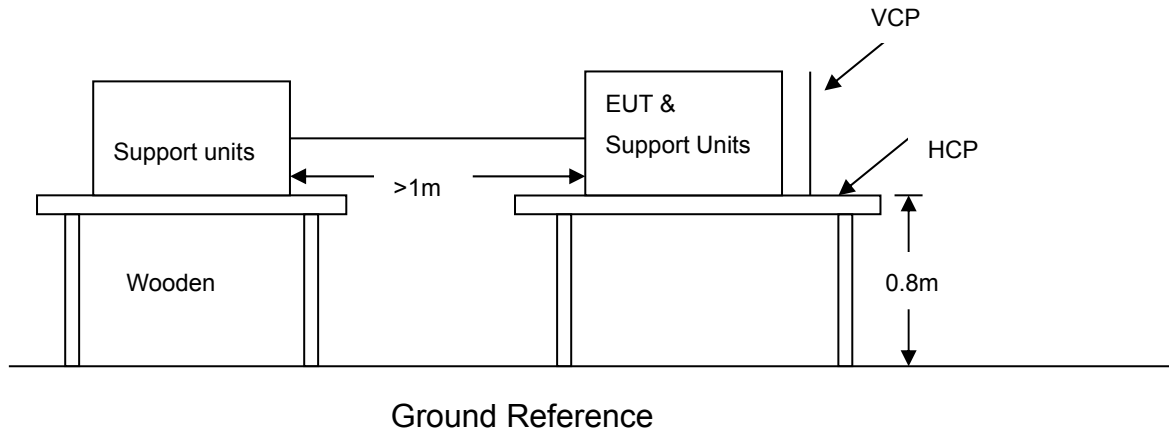 VCP
EUT &
Support Units
Support units
HCP
>1m
Wooden
0.8m
Ground Reference